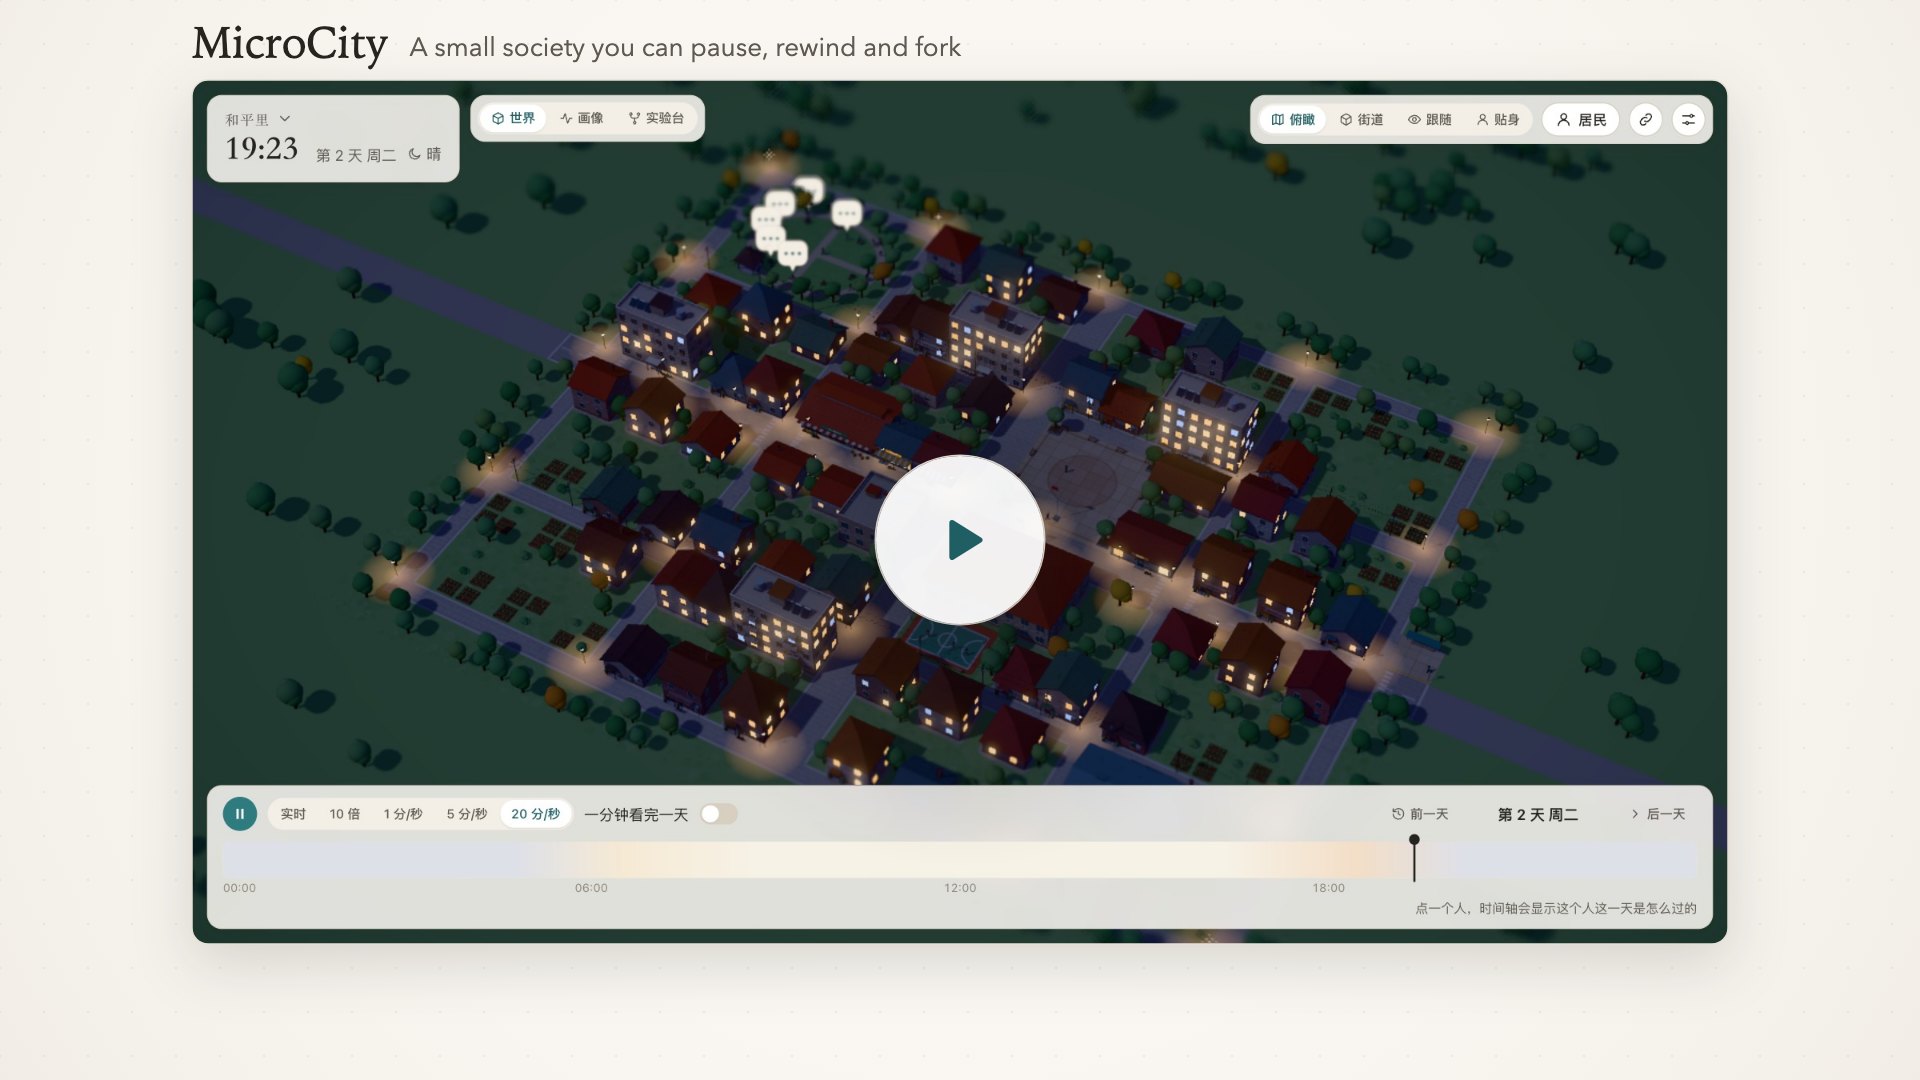 MicroCity A small society you can pause, rewind and fork
和平里
19:23 第 2 天 周二 晴
世界 画像 实验台
俯瞰 街道 跟随 贴身 居民
实时 10 倍 1 分/秒 5 分/秒 20 分/秒 一分钟看完一天
前一天 第 2 天 周二 后一天
00:00 06:00 12:00 18:00
点一个人，时间轴会显示这个人这一天是怎么过的